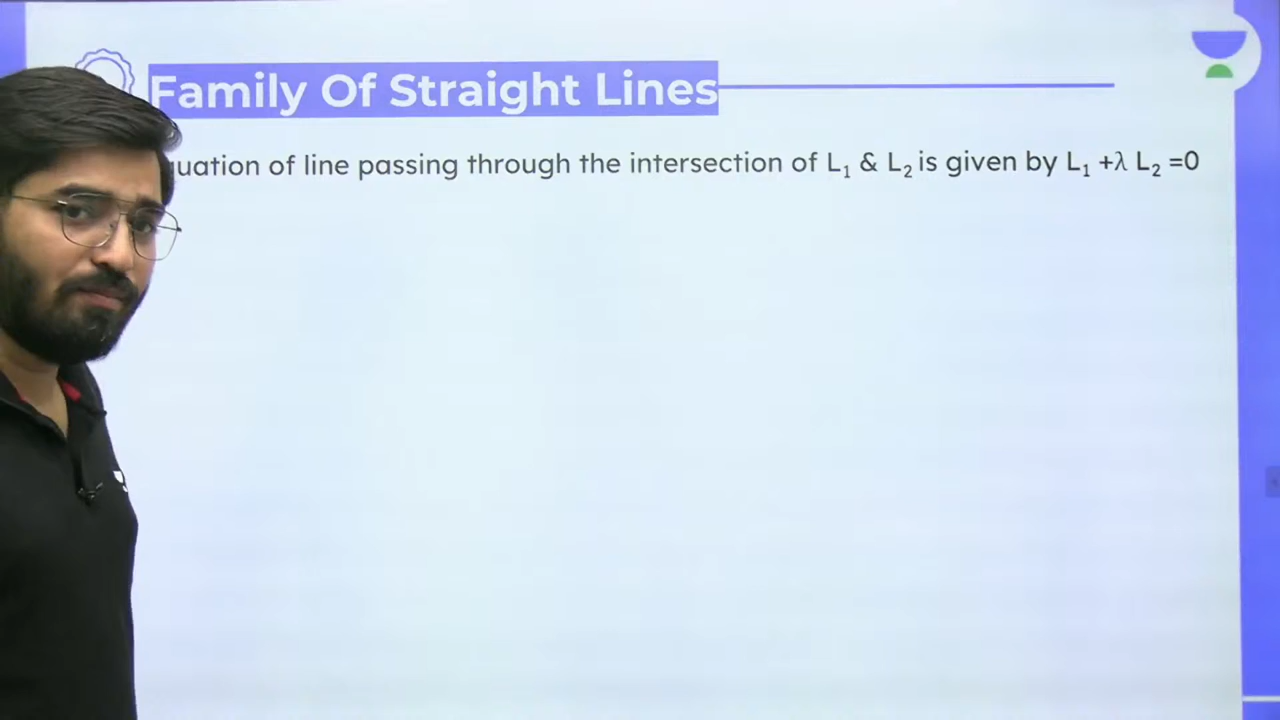 Family Of Straight Lines
quation of line passing through the intersection of L₁ & L₂ is given by L₁ +λ L₂ =0